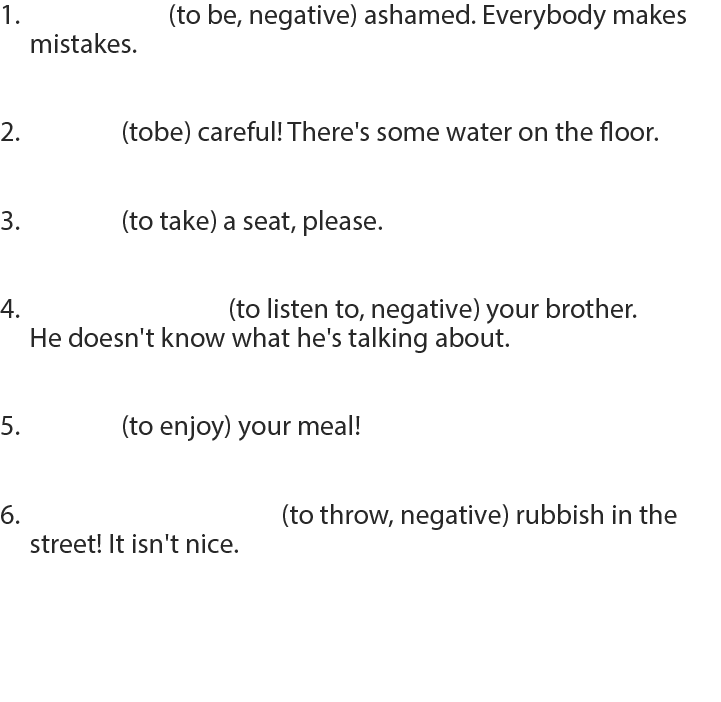 1. (to be, negative) ashamed. Everybody makes
mistakes.
2. (tobe) careful! There's some water on the floor.
3. (to take) a seat, please.
4. (to listen to, negative) your brother.
He doesn't know what he's talking about.
5. (to enjoy) your meal!
6. (to throw, negative) rubbish in the
street! It isn't nice.